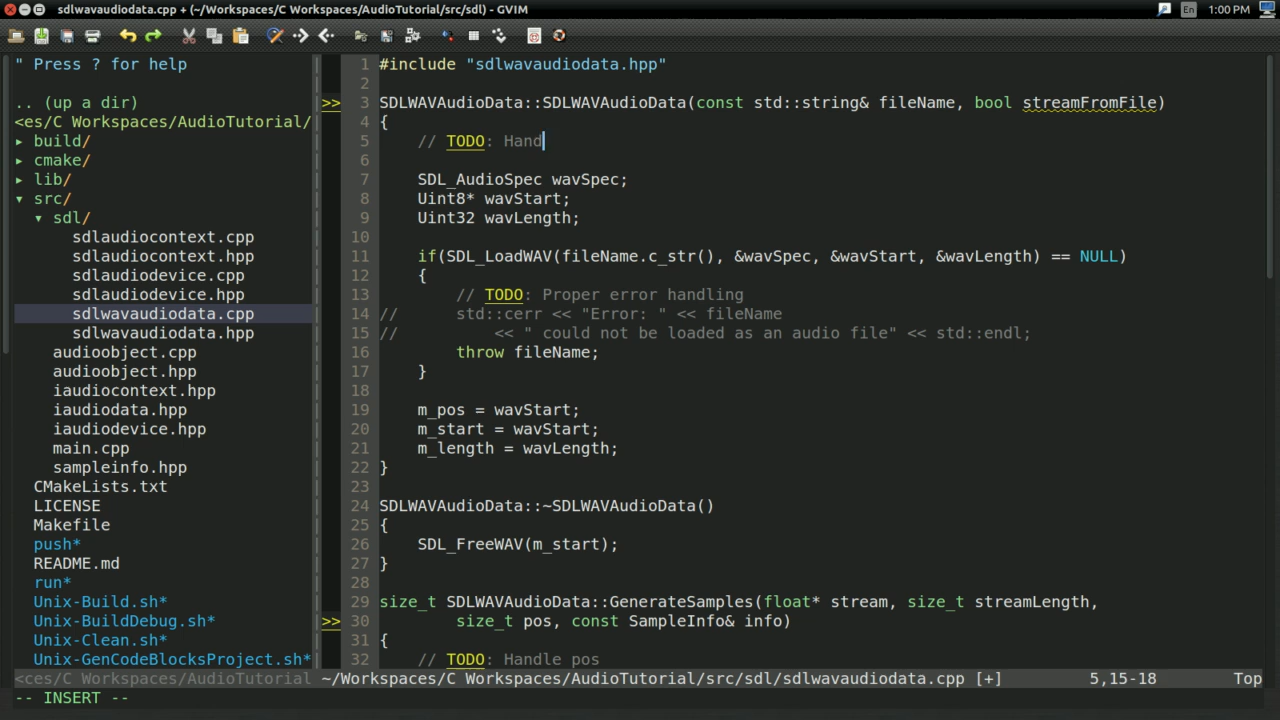 sdlwavaudiodata.cpp + (~/Workspaces/C Workspaces/AudioTutorial/src/sdl) - GVIM
En
1:00 PM
" Press ? for help
.. (up a dir)
<es/C Workspaces/AudioTutorial/
▸ build/
▸ cmake/
▸ lib/
▾ src/
▾ sdl/
sdlaudiocontext.cpp
sdlaudiocontext.hpp
sdlaudiodevice.cpp
sdlaudiodevice.hpp
sdlwavaudiodata.cpp
sdlwavaudiodata.hpp
audioobject.cpp
audioobject.hpp
iaudiocontext.hpp
iaudiodata.hpp
iaudiodevice.hpp
main.cpp
sampleinfo.hpp
CMakeLists.txt
LICENSE
Makefile
push*
README.md
run*
Unix-Build.sh*
Unix-BuildDebug.sh*
Unix-Clean.sh*
Unix-GenCodeBlocksProject.sh*
1 #include "sdlwavaudiodata.hpp"
2
>> 3 SDLWAVAudioData::SDLWAVAudioData(const std::string& fileName, bool streamFromFile)
4 {
5     // TODO: Hand
6
7     SDL_AudioSpec wavSpec;
8     Uint8* wavStart;
9     Uint32 wavLength;
10
11     if(SDL_LoadWAV(fileName.c_str(), &wavSpec, &wavStart, &wavLength) == NULL)
12     {
13         // TODO: Proper error handling
14 //      std::cerr << "Error: " << fileName
15 //          << " could not be loaded as an audio file" << std::endl;
16         throw fileName;
17     }
18
19     m_pos = wavStart;
20     m_start = wavStart;
21     m_length = wavLength;
22 }
23
24 SDLWAVAudioData::~SDLWAVAudioData()
25 {
26     SDL_FreeWAV(m_start);
27 }
28
29 size_t SDLWAVAudioData::GenerateSamples(float* stream, size_t streamLength,
>> 30         size_t pos, const SampleInfo& info)
31 {
32     // TODO: Handle pos
<ces/C Workspaces/AudioTutorial ~/Workspaces/C Workspaces/AudioTutorial/src/sdl/sdlwavaudiodata.cpp [+] 5,15-18 Top
-- INSERT --